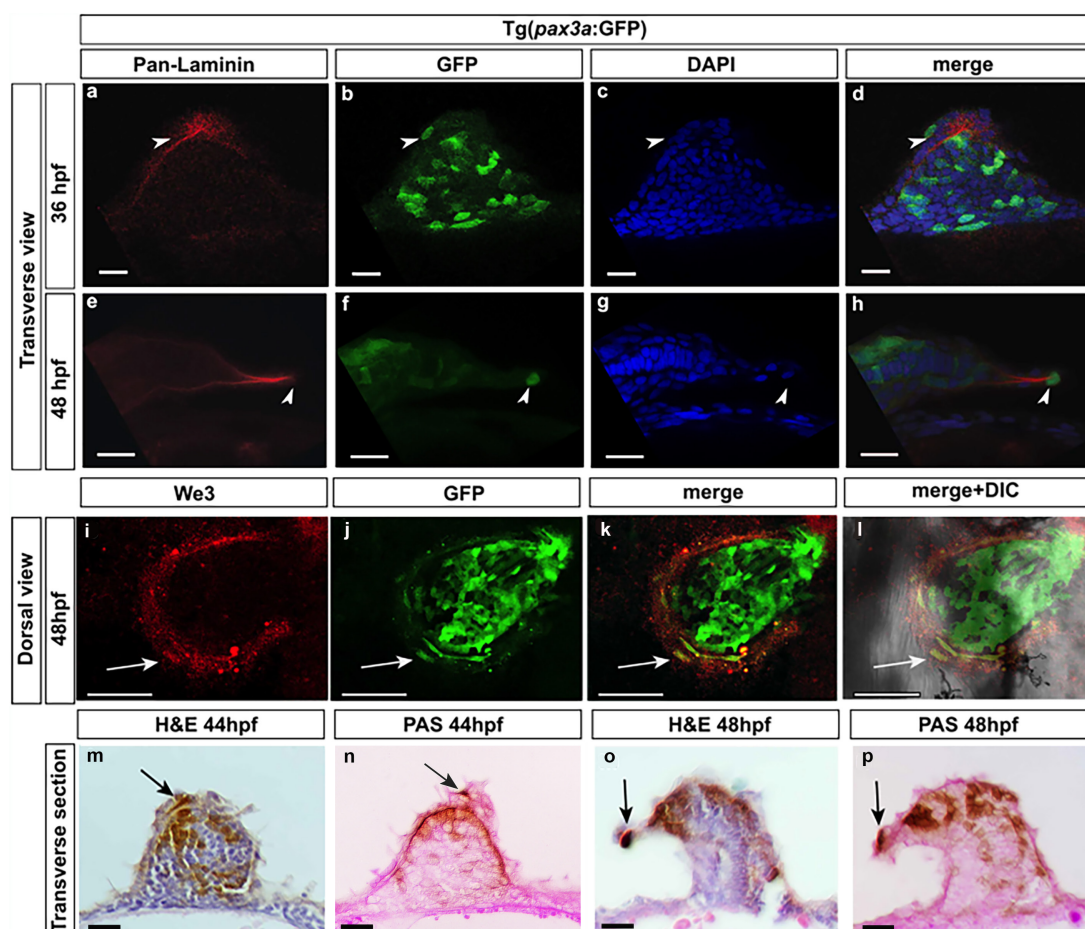 Tg(pax3a:GFP)
Pan-Laminin
GFP
DAPI
merge
Transverse view
36 hpf
a
b
c
d
48 hpf
e
f
g
h
We3
GFP
merge
merge+DIC
Dorsal view
48hpf
i
j
k
l
H&E 44hpf
PAS 44hpf
H&E 48hpf
PAS 48hpf
Transverse section
m
n
o
p